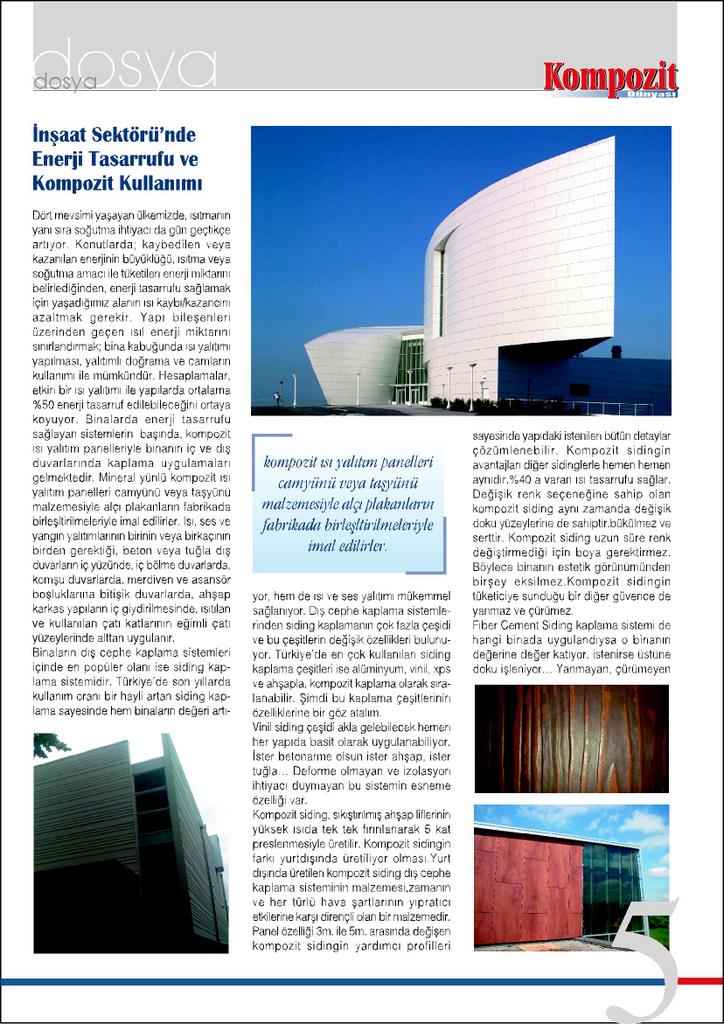 dosya
dosya
Kompozit
Dünyası
İnşaat Sektörü'nde
Enerji Tasarrufu ve
Kompozit Kullanımı
Dört mevsimi yaşayan ülkemizde, ısıtmanın
yanı sıra soğutma ihtiyacı da gün geçtikçe
artıyor. Konutlarda; kaybedilen veya
kazanılan enerjinin büyüklüğü, ısıtma veya
soğutma amacı ile tüketilen enerji miktarını
belirlediğinden, enerji tasarrufu sağlamak
için yaşadığımız alanın ısı kaybı/kazancını
azaltmak gerekir. Yapı bileşenleri
üzerinden geçen ısıl enerji miktarını
sınırlandırmak; bina kabuğunda ısı yalıtımı
yapılması, yalıtımlı doğrama ve camların
kullanımı ile mümkündür. Hesaplamalar,
etkin bir ısı yalıtımı ile yapılarda ortalama
%50 enerji tasarruf edilebileceğini ortaya
koyuyor. Binalarda enerji tasarrufu
sağlayan sistemlerin başında, kompozit
ısı yalıtım panelleriyle binanın iç ve dış
duvarlarında kaplama uygulamaları
gelmektedir. Mineral yünlü kompozit ısı
yalıtım panelleri camyünü veya taşyünü
malzemesiyle alçı plakanların fabrikada
birleştirilmeleriyle imal edilirler. Isı, ses ve
yangın yalıtımlarının birinin veya birkaçının
birden gerektiği, beton veya tuğla dış
duvarların iç yüzünde, iç bölme duvarlarda,
komşu duvarlarda, merdiven ve asansör
boşluklarına bitişik duvarlarda, ahşap
karkas yapıların iç giydirilmesinde, ısıtılan
ve kullanılan çatı katlarının eğimli çatı
yüzeylerinde alttan uygulanır.
Binaların dış cephe kaplama sistemleri
içinde en popüler olanı ise siding kap-
lama sistemidir. Türkiye'de son yıllarda
kullanım oranı bir hayli artan siding kap-
lama sayesinde hem binaların değeri artı-
kompozit ısı yalıtım panelleri
camyünü veya taşyünü
malzemesiyle alçı plakanların
fabrikada birleştirilmeleriyle
imal edilirler.
yor, hem de ısı ve ses yalıtımı mükemmel
sağlanıyor. Dış cephe kaplama sistemle-
rinden siding kaplamanın çok fazla çeşidi
ve bu çeşitlerin değişik özellikleri bulunu-
yor. Türkiye'de en çok kullanılan siding
kaplama çeşitleri ise alüminyum, vinil, xps
ve ahşapla, kompozit kaplama olarak sıra-
lanabilir. Şimdi bu kaplama çeşitlerinin
özelliklerine bir göz atalım.
Vinil siding çeşidi akla gelebilecek hemen
her yapıda basit olarak uygulanabiliyor.
İster betonarme olsun ister ahşap, ister
tuğla... Deforme olmayan ve izolasyon
ihtiyacı duymayan bu sistemin esneme
özelliği var.
Kompozit siding, sıkıştırılmış ahşap liflerinin
yüksek ısıda tek tek fırınlanarak 5 kat
preslenmesiyle üretilir. Kompozit sidingin
farkı yurtdışında üretiliyor olması.Yurt
dışında üretilen kompozit siding dış cephe
kaplama sisteminin malzemesi,zamanın
ve her türlü hava şartlarının yıpratıcı
etkilerine karşı dirençli olan bir malzemedir.
Panel özelliği 3m. ile 5m. arasında değişen
kompozit sidingin yardımcı profilleri
sayesinde yapıdaki istenilen bütün detaylar
çözümlenebilir. Kompozit sidingin
avantajları diğer sidinglerle hemen hemen
aynıdır.%40 a varan ısı tasarrufu sağlar.
Değişik renk seçeneğine sahip olan
kompozit siding aynı zamanda değişik
doku yüzeylerine de sahiptir.bükülmez ve
serttir. Kompozit siding uzun süre renk
değiştirmediği için boya gerektirmez.
Böylece binanın estetik görünümünden
birşey eksilmez.Kompozit sidingin
tüketiciye sunduğu bir diğer güvence de
yanmaz ve çürümez.
Fiber Cement Siding kaplama sistemi de
hangi binada uygulandıysa o binanın
değerine değer katıyor. istenirse üstüne
doku işleniyor... Yanmayan, çürümeyen
5